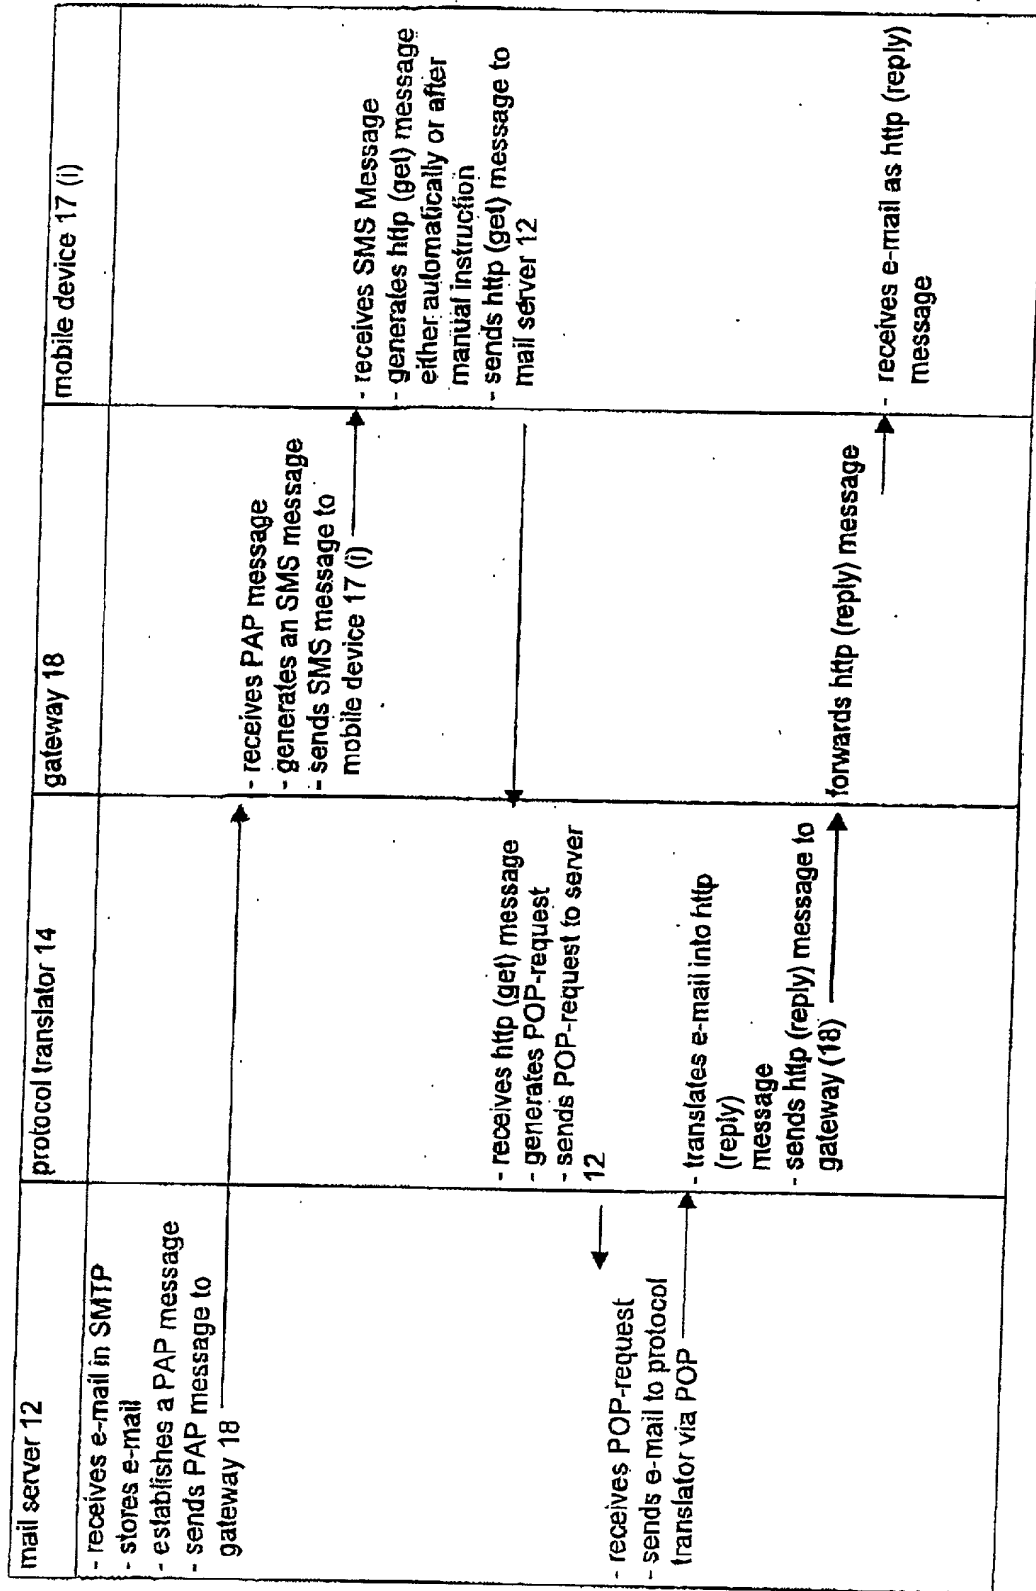 mail server 12
protocol translator 14
gateway 18
mobile device 17 (i)
- receives e-mail in SMTP
- stores e-mail
- establishes a PAP message
- sends PAP message to
gateway 18
- receives PAP message
- generates an SMS message
- sends SMS message to
mobile device 17 (i)
- receives SMS Message
- generates http (get) message
either automatically or after
manual instruction
- sends http (get) message to
mail server 12
- receives http (get) message
- generates POP-request
- sends POP-request to server
12
- receives POP-request
- sends e-mail to protocol
translator via POP
- translates e-mail into http
(reply)
message
- sends http (reply) message to
gateway (18)
forwards http (reply) message
- receives e-mail as http (reply)
message